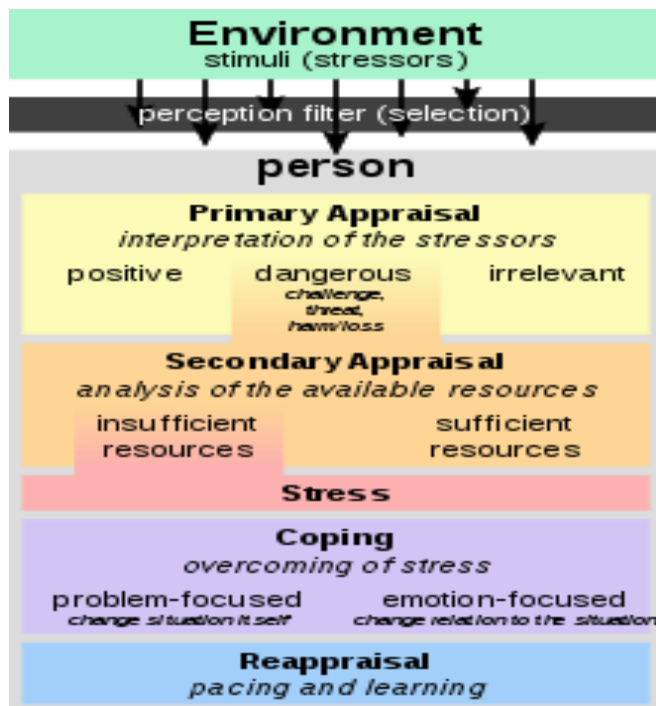 Environment
stimuli (stressors)
perception filter (selection)
person
Primary Appraisal
interpretation of the stressors
positive dangerous irrelevant
challenge,
threat,
harm/loss
Secondary Appraisal
analysis of the available resources
insufficient sufficient
resources resources
Stress
Coping
overcoming of stress
problem-focused emotion-focused
change situation itself change relation to the situation
Reappraisal
pacing and learning